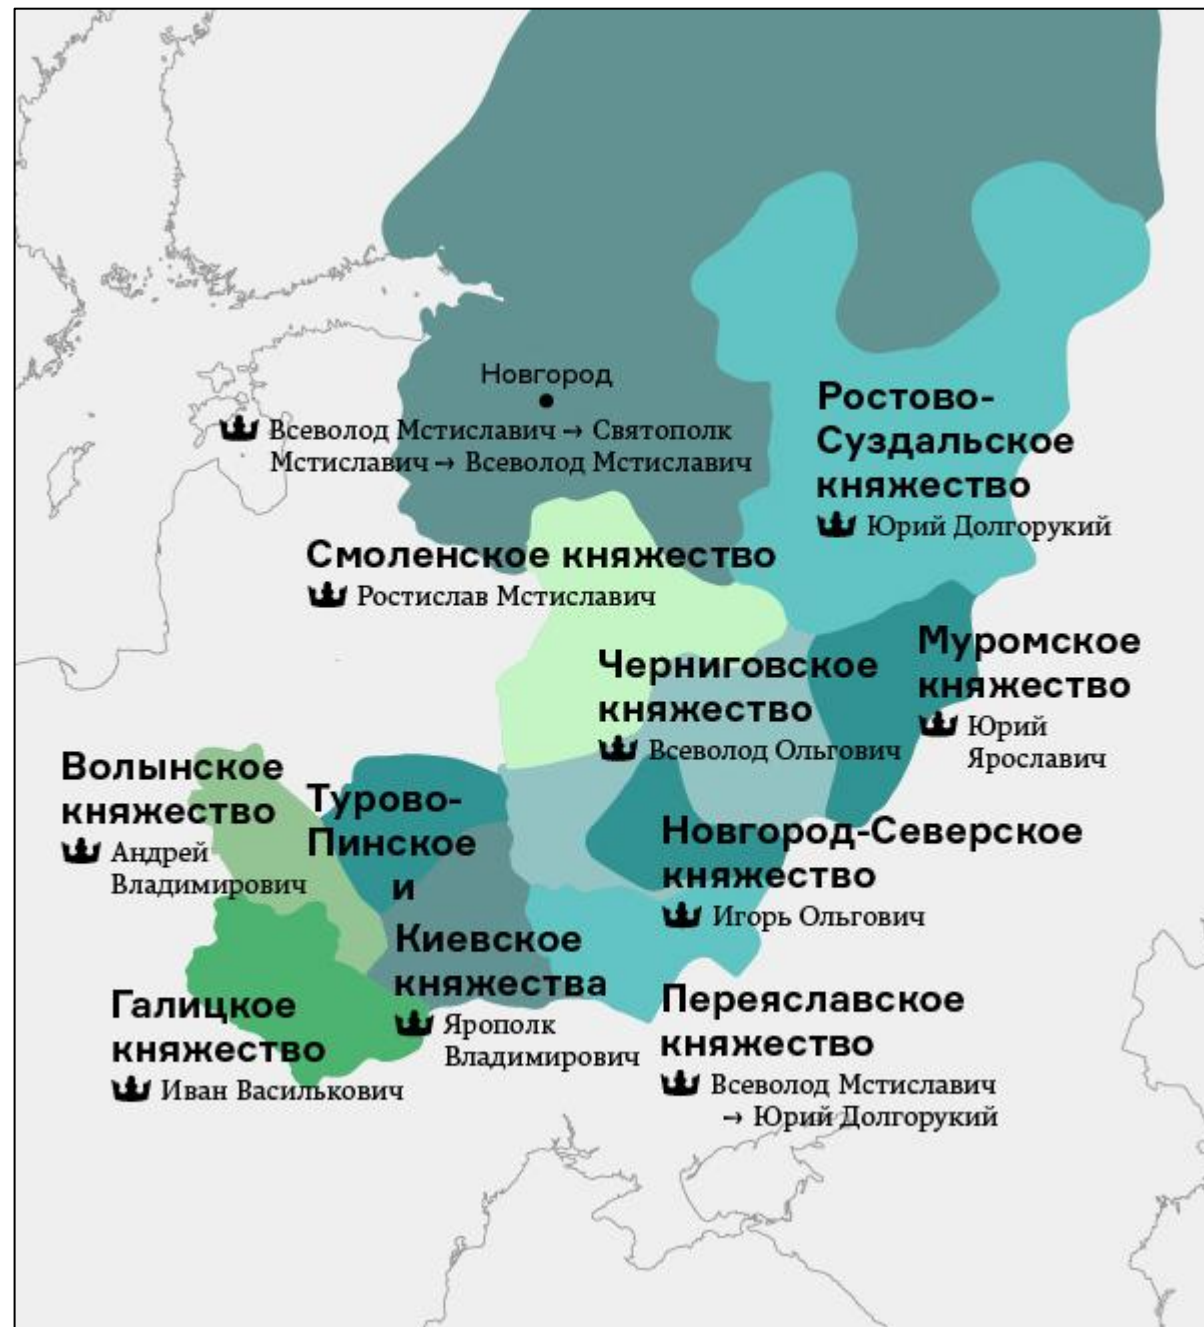 Новгород
Всеволод Мстиславич → Святополк
Мстиславич → Всеволод Мстиславич
Ростово-
Суздальское
княжество
Юрий Долгорукий
Смоленское княжество
Ростислав Мстиславич
Черниговское
княжество
Всеволод Ольгович
Муромское
княжество
Юрий
Ярославич
Волынское
княжество
Андрей
Владимирович
Турово-
Пинское
и
Киевское
княжества
Ярополк
Владимирович
Новгород-Северское
княжество
Игорь Ольгович
Галицкое
княжество
Иван Василькович
Переяславское
княжество
Всеволод Мстиславич
→ Юрий Долгорукий